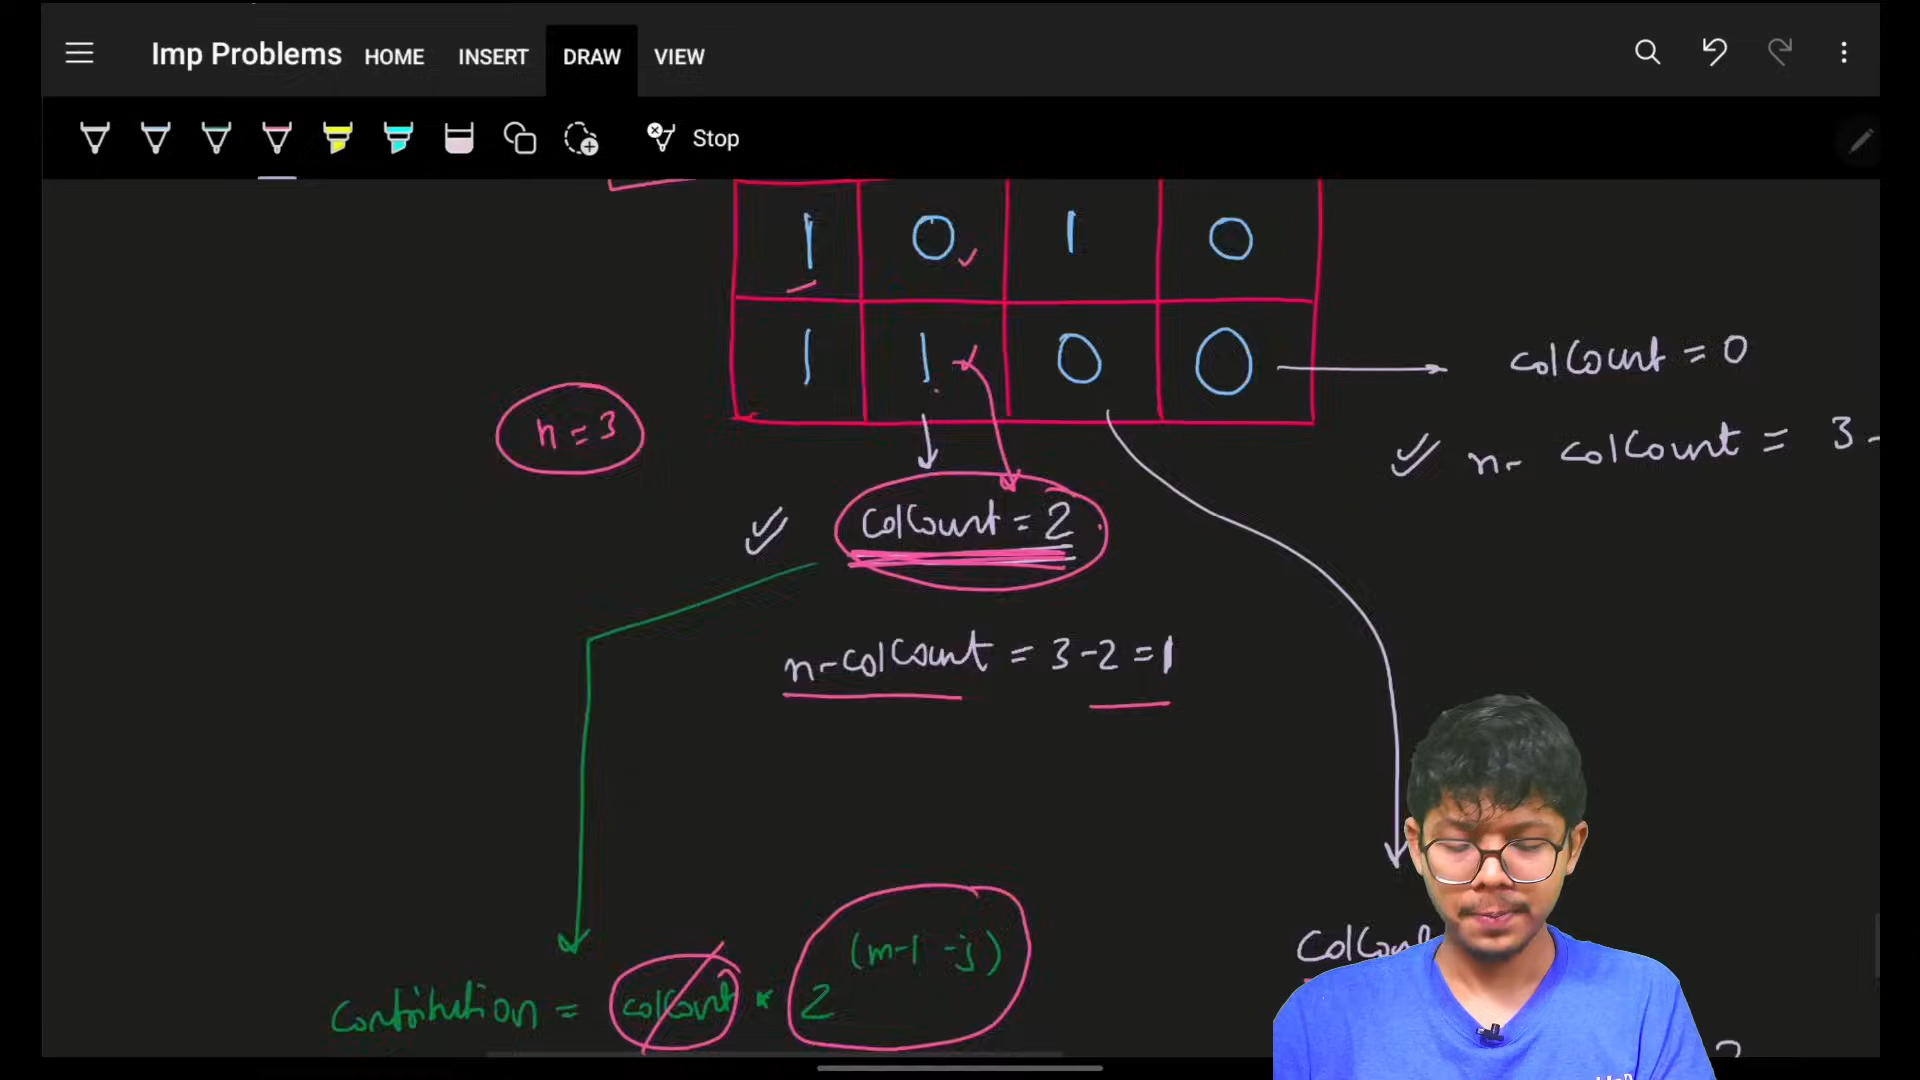 Imp Problems HOME INSERT DRAW VIEW
Stop
1 0 1 0
1 1 0 0
colCount = 0
n = 3
n- colCount = 3-
colCount = 2
n-colCount = 3-2=1
(m-1-j)
contribution = colCount * 2